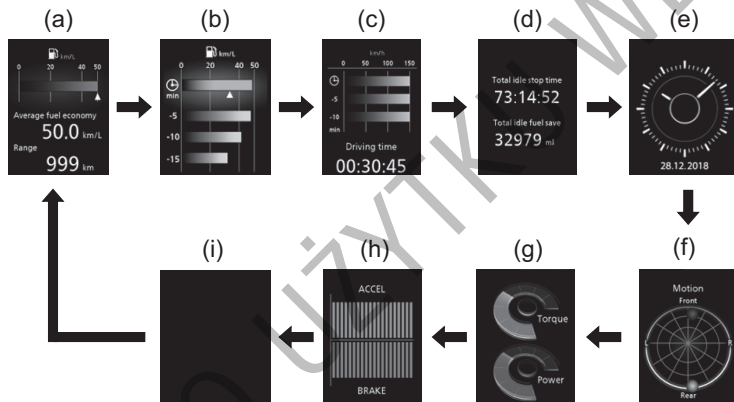 (a)
km/L
0 20 40 50
Average fuel economy
50.0 km/L
Range
999 km
(b)
km/L
0 20 40 50
min
-5
-10
-15
(c)
km/h
0 50 100 150
-5
-10
min
Driving time
00:30:45
(d)
Total idle stop time
73:14:52
Total idle fuel save
32979 mL
(e)
28.12.2018
(f)
Motion
Front
L R
Rear
(g)
Torque
Power
(h)
ACCEL
BRAKE
(i)
O UŻYTKU W